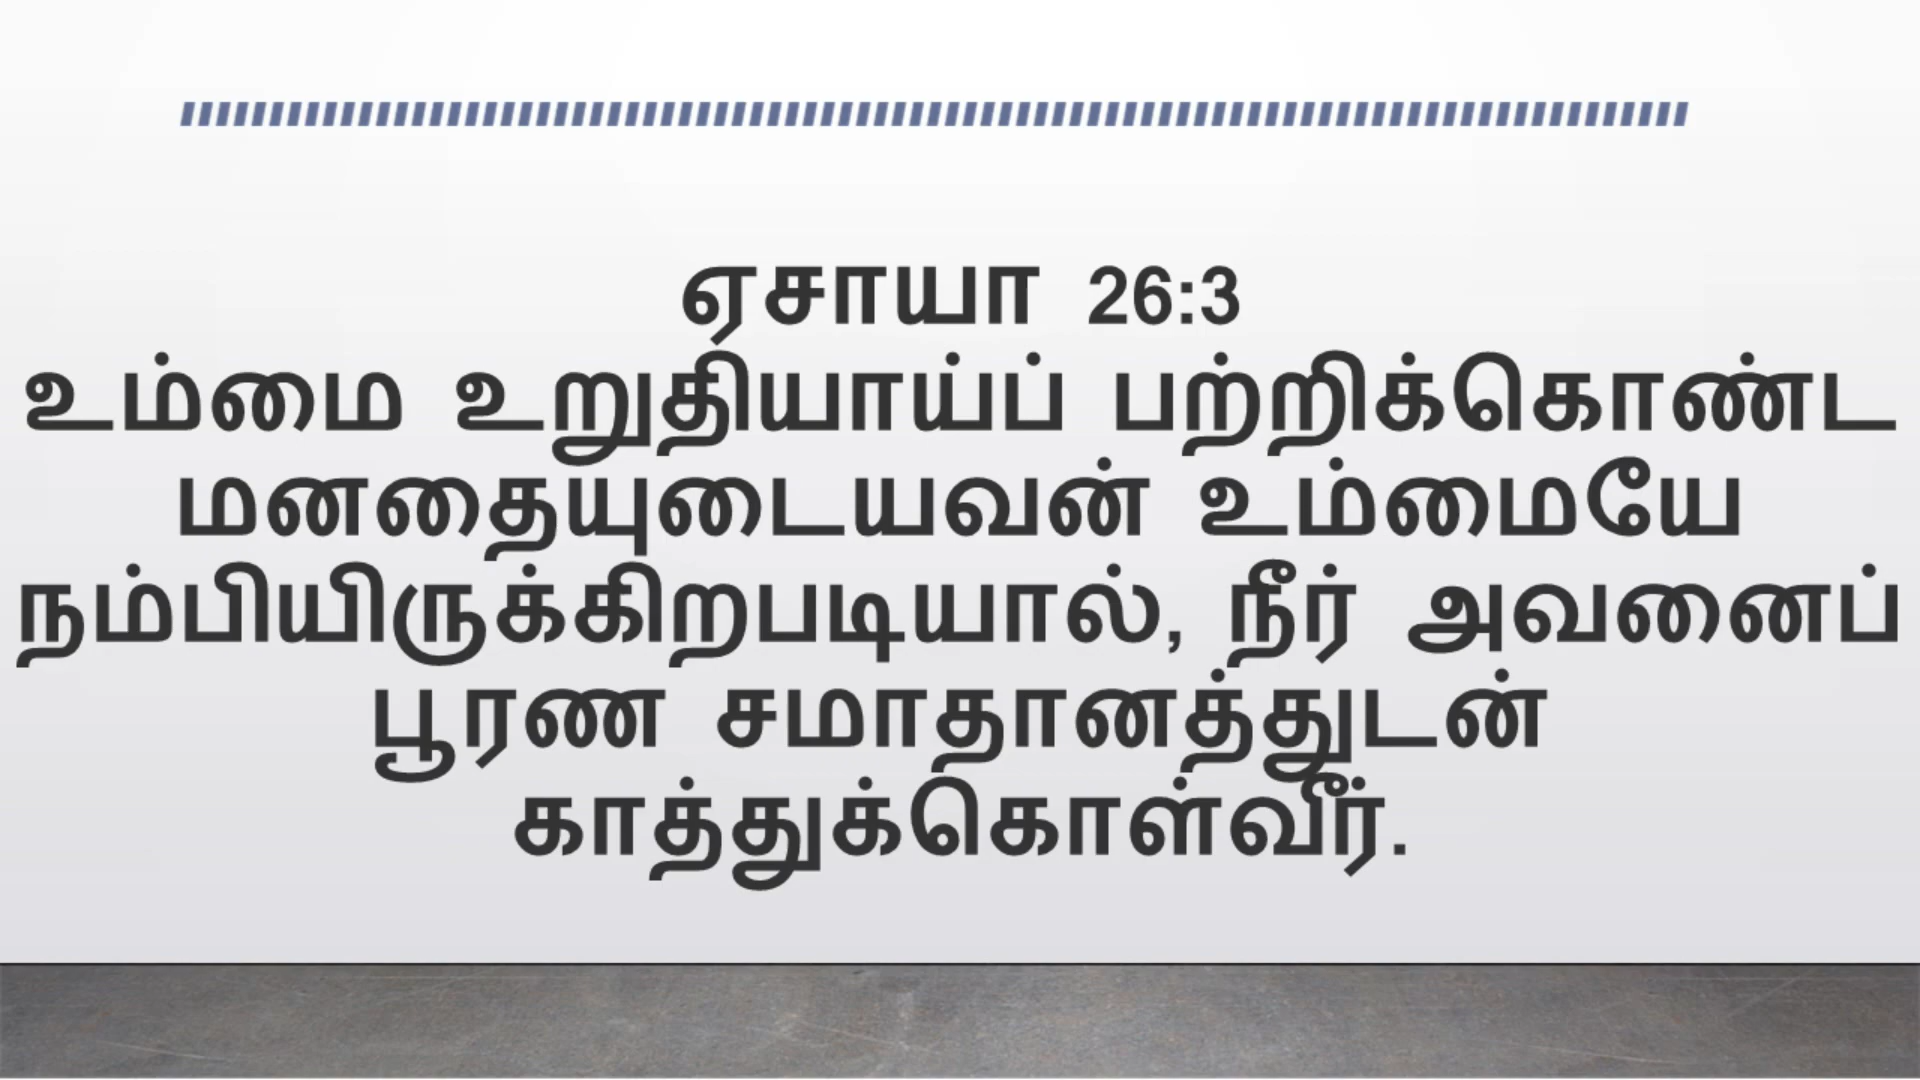 ஏசாயா 26:3
உம்மை உறுதியாய்ப் பற்றிக்கொண்ட
மனதையுடையவன் உம்மையே
நம்பியிருக்கிறபடியால், நீர் அவனைப்
பூரண சமாதானத்துடன்
காத்துக்கொள்வீர்.